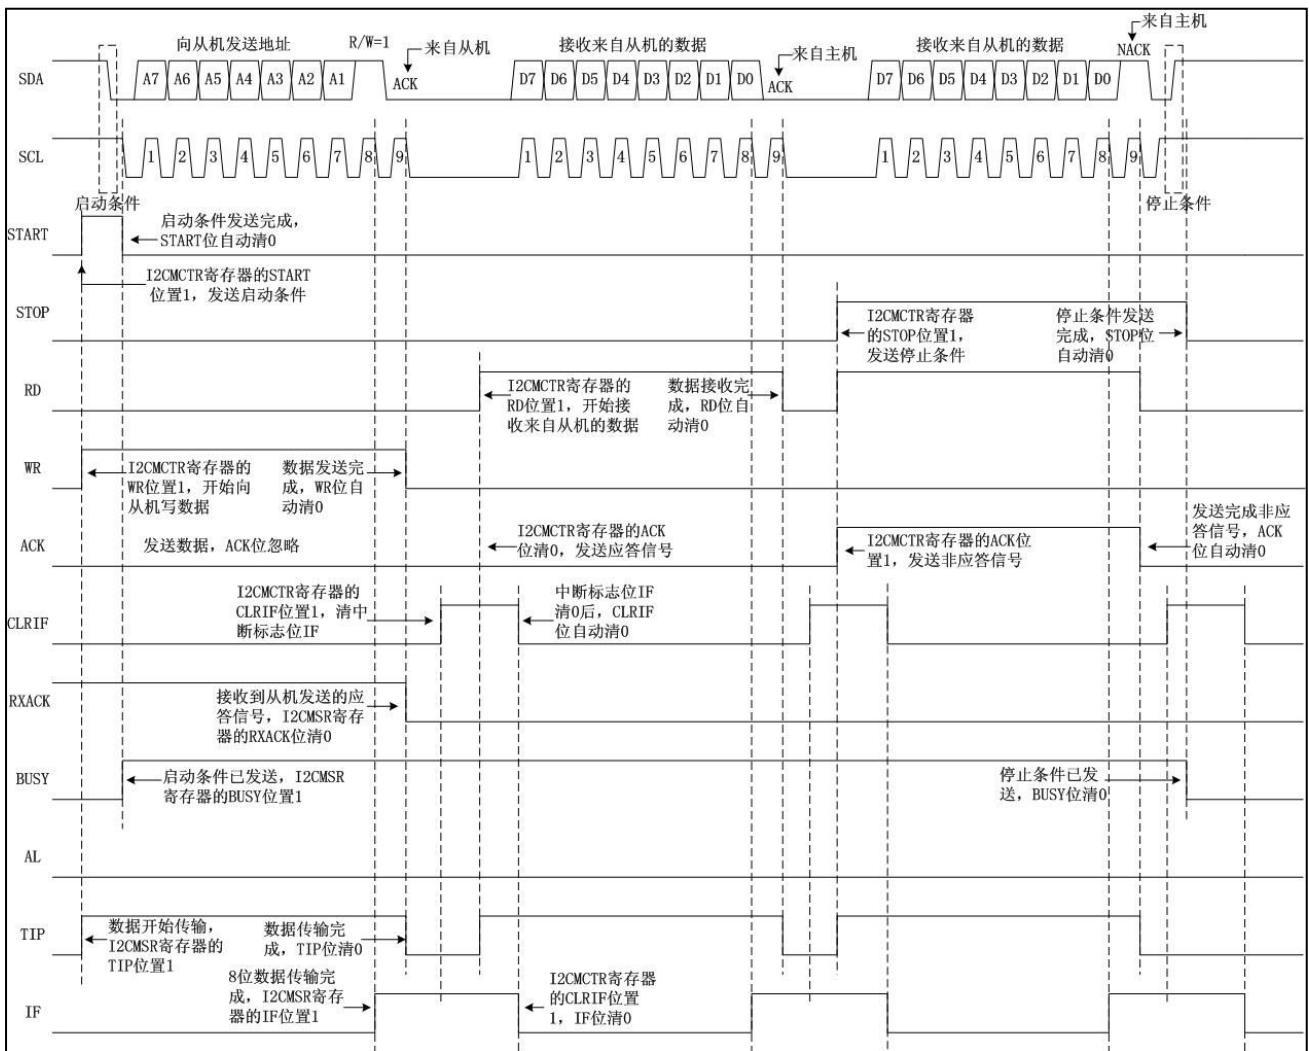 来自主机
向从机发送地址 R/W=1 来自从机 接收来自从机的数据 来自主机 接收来自从机的数据 NACK
SDA A7 A6 A5 A4 A3 A2 A1 ACK D7 D6 D5 D4 D3 D2 D1 D0 ACK D7 D6 D5 D4 D3 D2 D1 D0
SCL 1 2 3 4 5 6 7 8 9 1 2 3 4 5 6 7 8 9 1 2 3 4 5 6 7 8 9
启动条件 停止条件
START
启动条件发送完成,
START位自动清0
I2CMCTR寄存器的START
位置1, 发送启动条件
STOP
I2CMCTR寄存器
的STOP位置1,
发送停止条件
停止条件发送
完成, STOP位
自动清0
RD
I2CMCTR寄存器的
RD位置1, 开始接
收来自从机的数据
数据接收完
成, RD位自
动清0
WR
I2CMCTR寄存器的
WR位置1, 开始向
从机写数据
数据发送完
成, WR位自
动清0
ACK
发送数据, ACK位忽略
I2CMCTR寄存器的ACK
位清0, 发送应答信号
I2CMCTR寄存器的ACK位
置1, 发送非应答信号
发送完成非应
答信号, ACK
位自动清0
CLRIF
I2CMCTR寄存器的
CLRIF位置1, 清中
断标志位IF
中断标志位IF
清0后, CLRIF
位自动清0
RXACK
接收到从机发送的应
答信号, I2CMSR寄存
器的RXACK位清0
BUSY
启动条件已发送, I2CMSR
寄存器的BUSY位置1
停止条件已发
送, BUSY位清0
AL
TIP
数据开始传输,
I2CMSR寄存器的
TIP位置1
数据传输完
成, TIP位清0
IF
8位数据传输完
成, I2CMSR寄存
器的IF位置1
I2CMCTR寄存器
的CLRIF位置
1, IF位清0